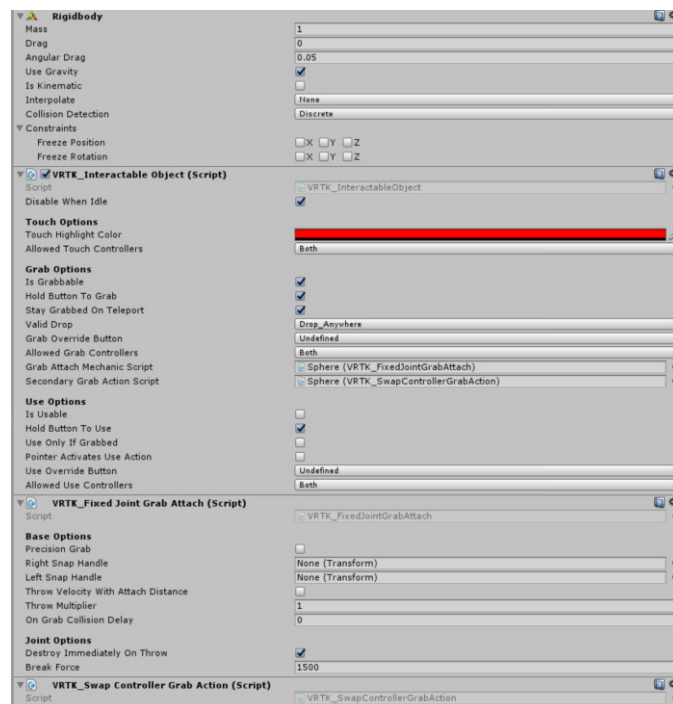 Rigidbody
Mass 1
Drag 0
Angular Drag 0.05
Use Gravity
Is Kinematic
Interpolate None
Collision Detection Discrete
Constraints
Freeze Position X Y Z
Freeze Rotation X Y Z
VRTK_Interactable Object (Script)
Script VRTK_InteractableObject
Disable When Idle
Touch Options
Touch Highlight Color
Allowed Touch Controllers Both
Grab Options
Is Grabbable
Hold Button To Grab
Stay Grabbed On Teleport
Valid Drop Drop_Anywhere
Grab Override Button Undefined
Allowed Grab Controllers Both
Grab Attach Mechanic Script Sphere (VRTK_FixedJointGrabAttach)
Secondary Grab Action Script Sphere (VRTK_SwapControllerGrabAction)
Use Options
Is Usable
Hold Button To Use
Use Only If Grabbed
Pointer Activates Use Action
Use Override Button Undefined
Allowed Use Controllers Both
VRTK_Fixed Joint Grab Attach (Script)
Script VRTK_FixedJointGrabAttach
Base Options
Precision Grab
Right Snap Handle None (Transform)
Left Snap Handle None (Transform)
Throw Velocity With Attach Distance
Throw Multiplier 1
On Grab Collision Delay 0
Joint Options
Destroy Immediately On Throw
Break Force 1500
VRTK_Swap Controller Grab Action (Script)
Script VRTK_SwapControllerGrabAction